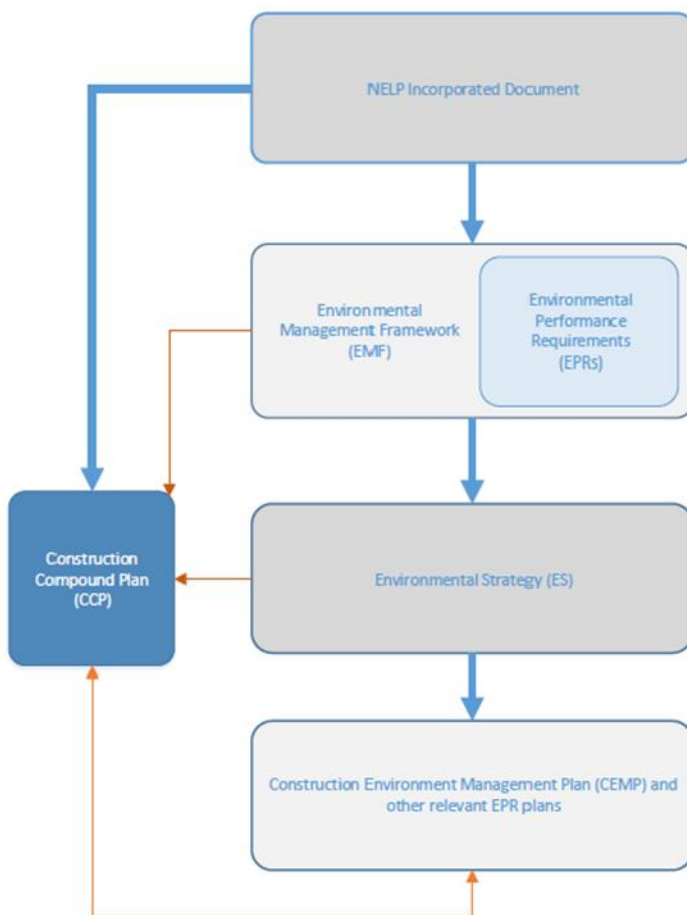 NELP Incorporated Document
Environmental
Management Framework
(EMF)
Environmental
Performance
Requirements
(EPRs)
Construction
Compound Plan
(CCP)
Environmental Strategy (ES)
Construction Environment Management Plan (CEMP) and
other relevant EPR plans